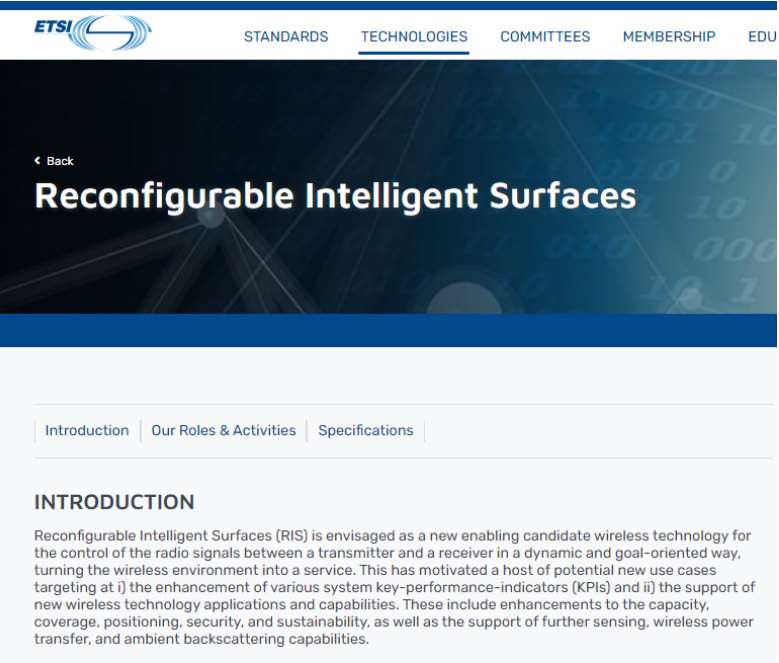 ETSI
STANDARDS TECHNOLOGIES COMMITTEES MEMBERSHIP EDU
Back
Reconfigurable Intelligent Surfaces
Introduction Our Roles & Activities Specifications
INTRODUCTION
Reconfigurable Intelligent Surfaces (RIS) is envisaged as a new enabling candidate wireless technology for
the control of the radio signals between a transmitter and a receiver in a dynamic and goal-oriented way,
turning the wireless environment into a service. This has motivated a host of potential new use cases
targeting at i) the enhancement of various system key-performance-indicators (KPIs) and ii) the support of
new wireless technology applications and capabilities. These include enhancements to the capacity,
coverage, positioning, security, and sustainability, as well as the support of further sensing, wireless power
transfer, and ambient backscattering capabilities.